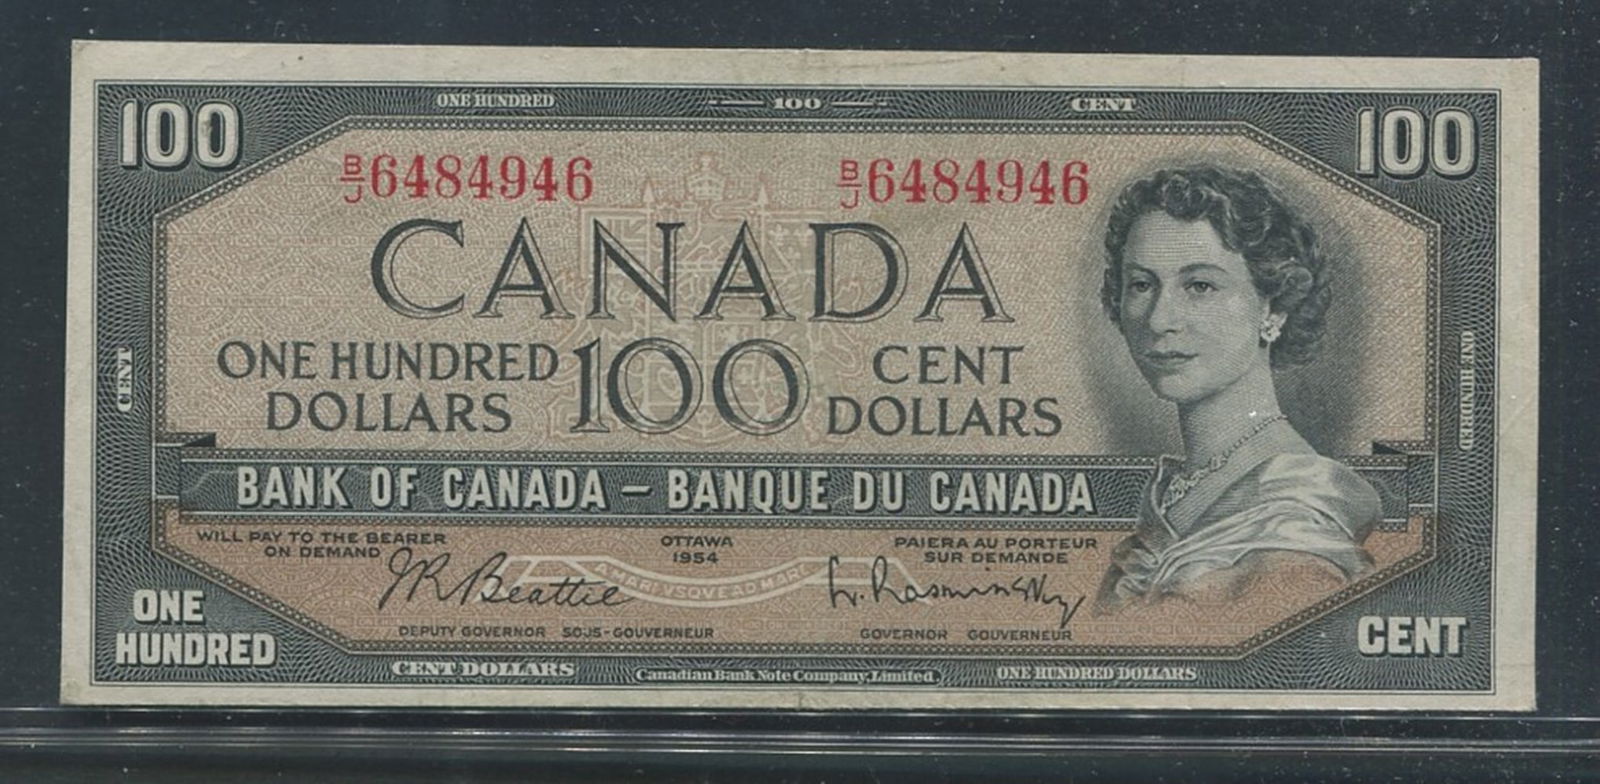 ONE HUNDRED 100 CENT
100 100
B/J 6484946 B/J 6484946
CANADA
ONE HUNDRED DOLLARS
100
CENT DOLLARS
CENT
ONE HUNDRED
BANK OF CANADA – BANQUE DU CANADA
WILL PAY TO THE BEARER
ON DEMAND
OTTAWA
1954
PAIERA AU PORTEUR
SUR DEMANDE
J R Beattie
A MARI VSQVE AD MARE
L. Rasminsky
DEPUTY GOVERNOR SOUS-GOUVERNEUR
GOVERNOR GOUVERNEUR
ONE
HUNDRED
CENT
CENT DOLLARS
Canadian Bank Note Company, Limited
ONE HUNDRED DOLLARS